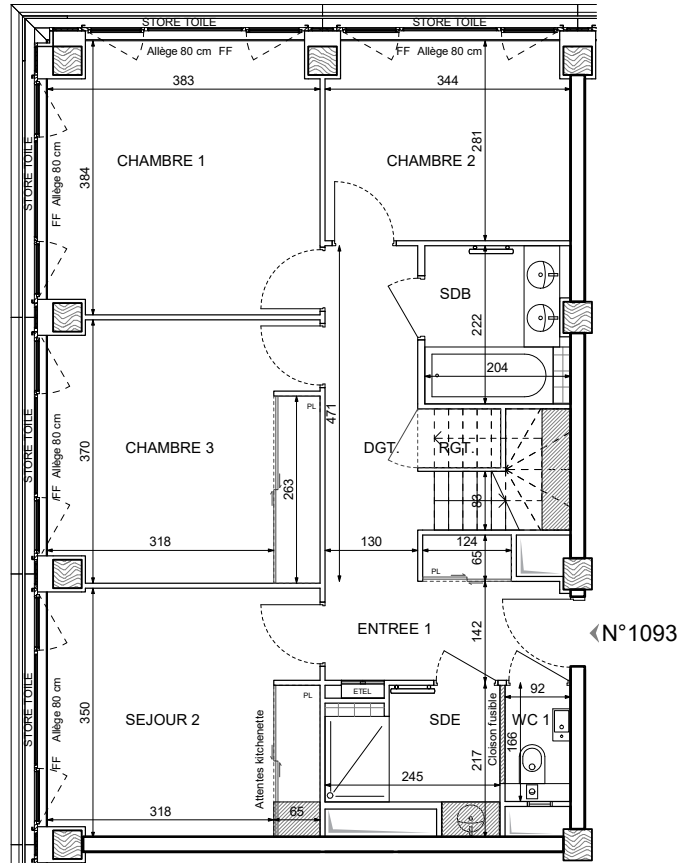 STORE TOILE
STORE TOILE
Allège 80 cm FF
FF Allège 80 cm
383
344
384
281
CHAMBRE 1
CHAMBRE 2
STORE TOILE
FF Allège 80 cm
SDB
222
204
471
PL
370
CHAMBRE 3
DGT.
RGT.
STORE TOILE
FF Allège 80 cm
263
83
318
130
124
65
PL
ENTREE 1
142
N°1093
350
SEJOUR 2
PL
ETEL
SDE
92
WC 1
166
STORE TOILE
FF Allège 80 cm
Attentes kitchenette
Cloison fusible
217
245
318
65